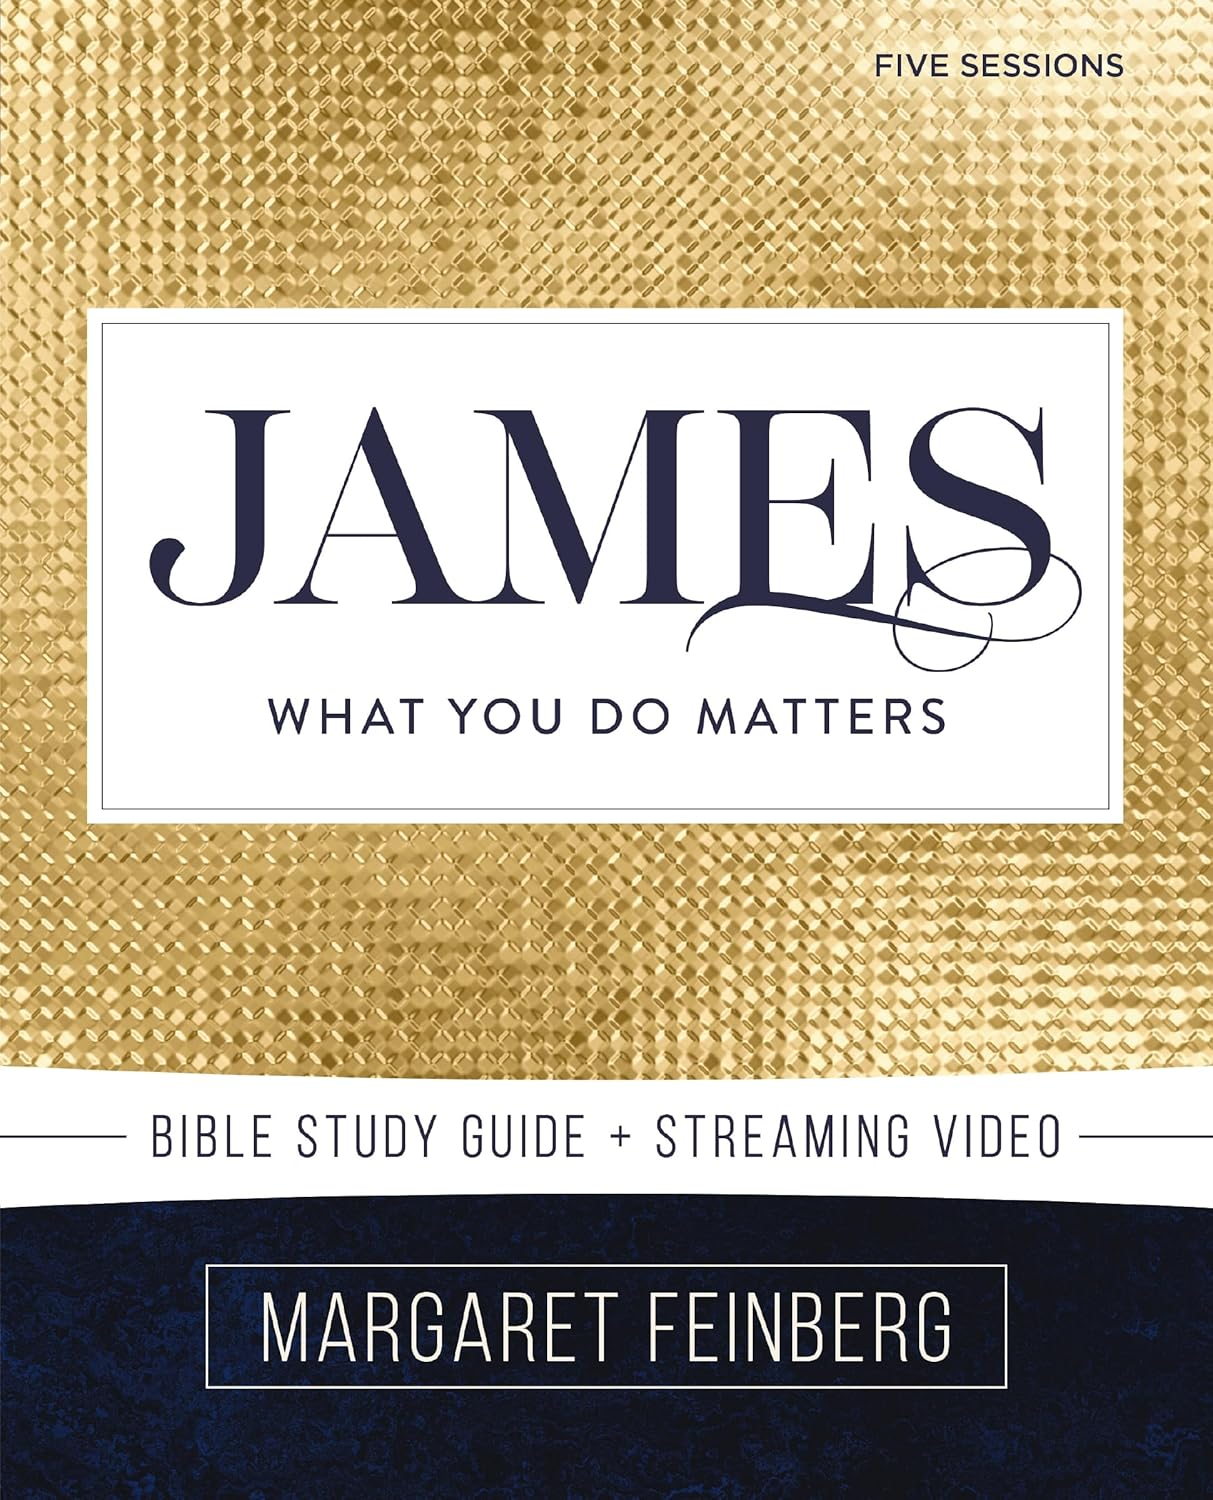 FIVE SESSIONS
JAMES
WHAT YOU DO MATTERS
BIBLE STUDY GUIDE + STREAMING VIDEO
MARGARET FEINBERG